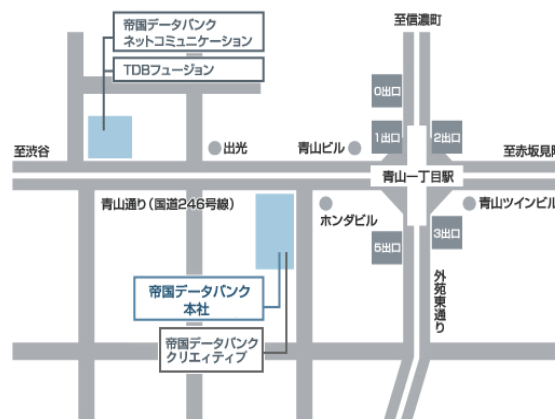 至信濃町
帝国データバンク
ネットコミュニケーション
TDBフュージョン
0出口
1出口
2出口
至渋谷
出光
青山ビル
至赤坂見附
青山一丁目駅
青山通り(国道246号線)
ホンダビル
青山ツインビル
5出口
3出口
外苑東通り
帝国データバンク
本社
帝国データバンク
クリエイティブ